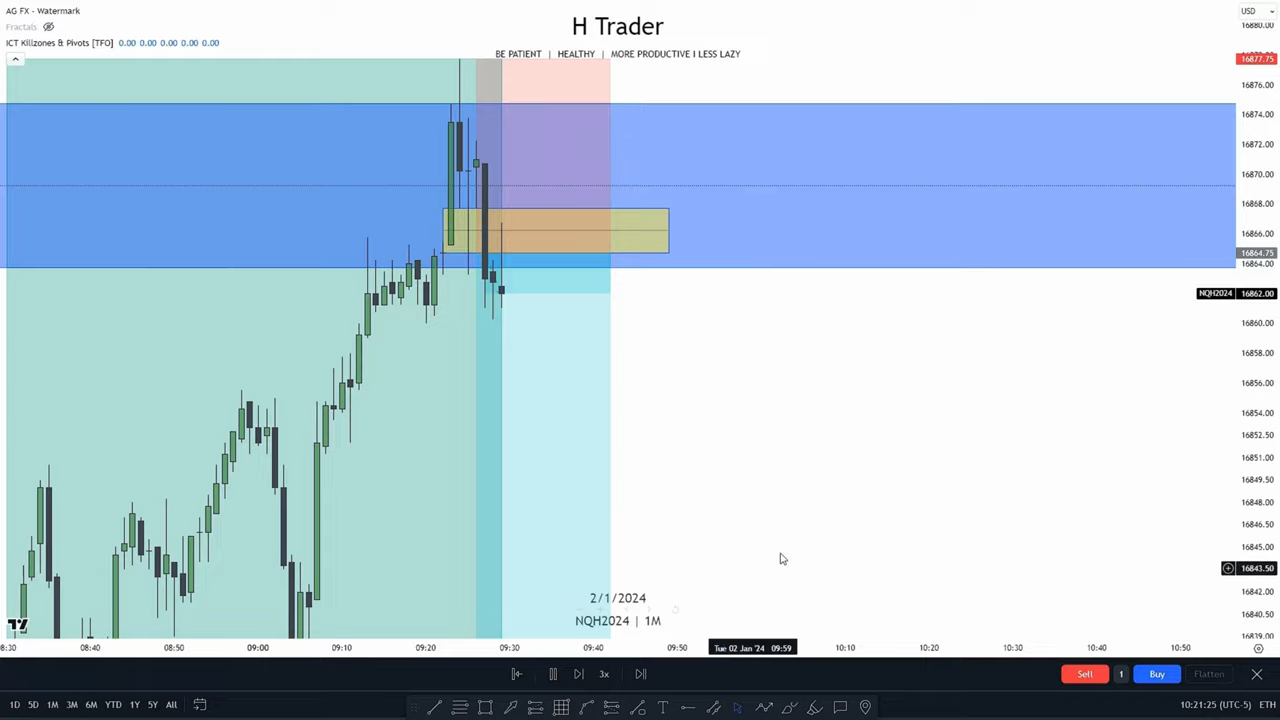 AG FX - Watermark
Fractals
ICT Killzones & Pivots [TFO] 0.00 0.00 0.00 0.00 0.00
H Trader
BE PATIENT | HEALTHY | MORE PRODUCTIVE I LESS LAZY
USD
16880.00
16877.75
16876.00
16874.00
16872.00
16870.00
16868.00
16866.00
16864.75
16864.00
NQH2024 16862.00
16860.00
16858.00
16856.00
16854.00
16852.50
16851.00
16849.50
16848.00
16846.50
16845.00
16843.50
16842.00
16840.50
16839.00
2/1/2024
NQH2024 | 1M
08:30 08:40 08:50 09:00 09:10 09:20 09:30 09:40 09:50 Tue 02 Jan '24 09:59 10:10 10:20 10:30 10:40 10:50
3x
Sell 1 Buy Flatten
1D 5D 1M 3M 6M YTD 1Y 5Y All
10:21:25 (UTC-5) ETH